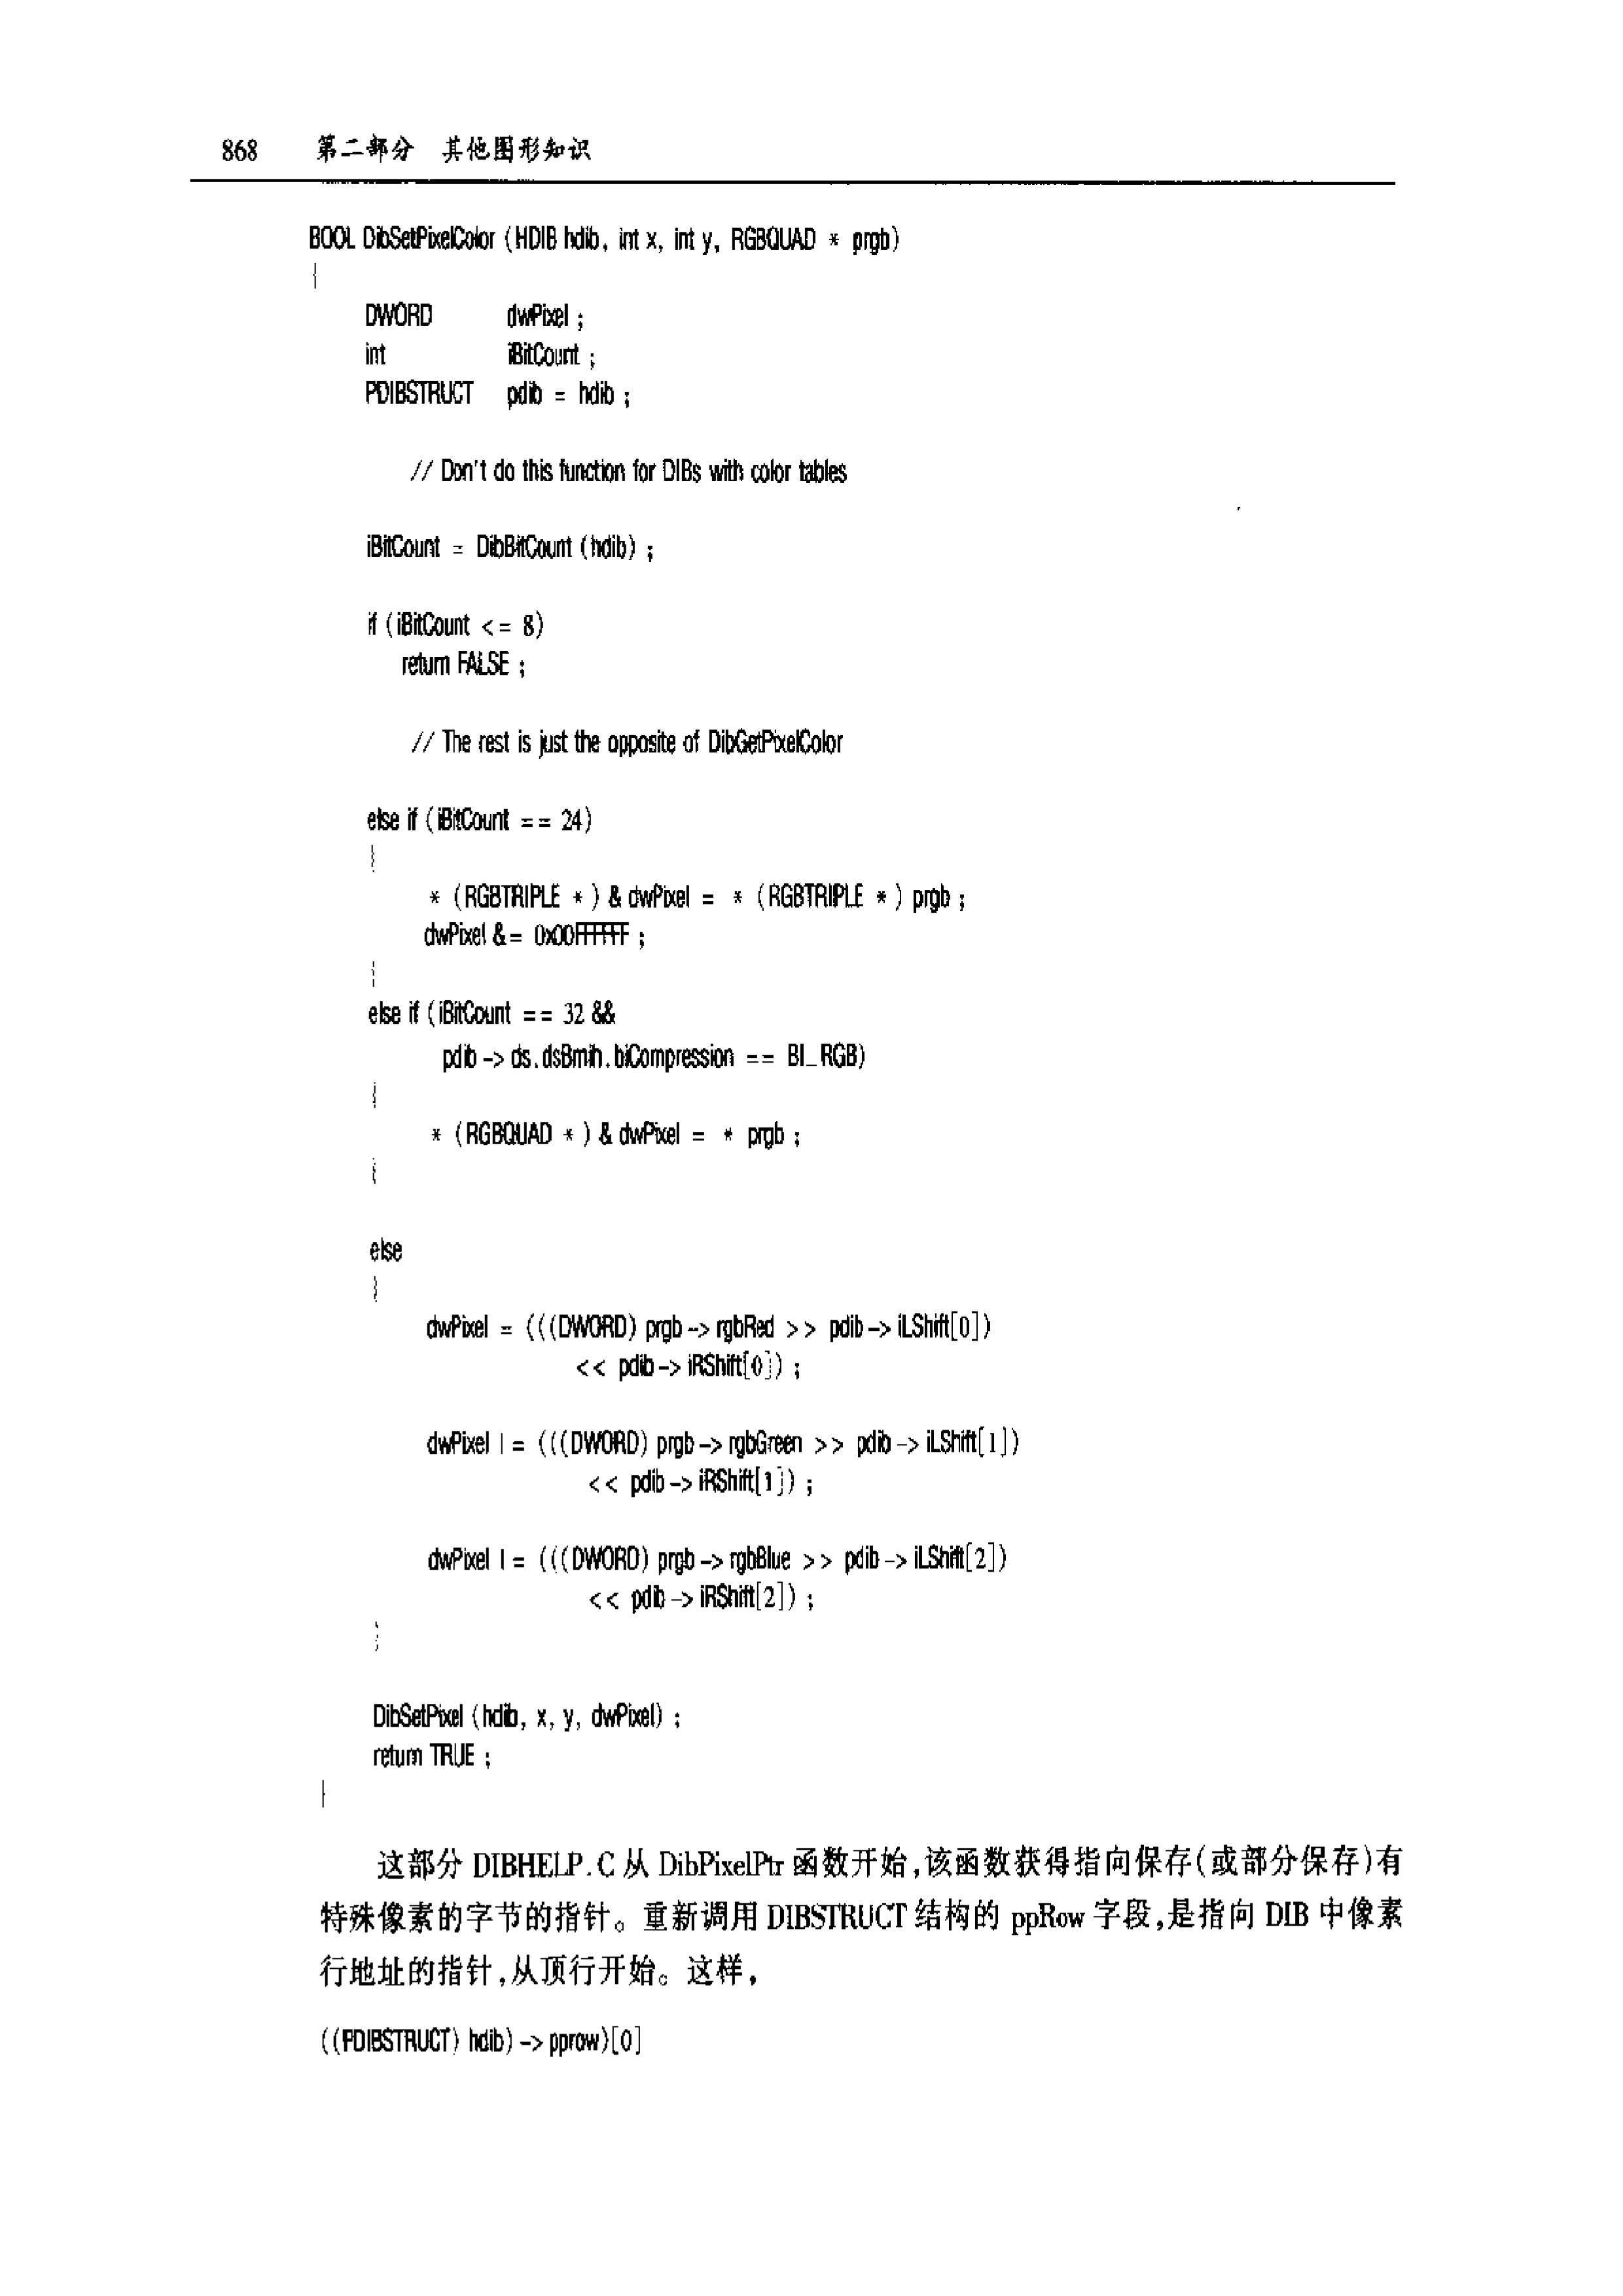 868 第二部分 其他图形知识
BOOL DibSetPixelColor (HDIB hdib, int x, int y, RGBQUAD * prgb)
{
DWORD dwPixel ;
int iBitCount ;
PDIBSTRUCT pdib = hdib ;
// Don't do this function for DIBs with color tables
iBitCount = DibBitCount (hdib) ;
if (iBitCount <= 8)
return FALSE ;
// The rest is just the opposite of DibGetPixelColor
else if (iBitCount == 24)
{
* (RGBTRIPLE * ) & dwPixel = * (RGBTRIPLE * ) prgb ;
dwPixel &= 0x00FFFFFF ;
}
else if (iBitCount == 32 &&
pdib -> ds.dsBmih.biCompression == BI_RGB)
{
* (RGBQUAD * ) & dwPixel = * prgb ;
}
else
{
dwPixel = (((DWORD) prgb -> rgbRed >> pdib -> iLShift[0])
<< pdib -> iRShift[0]) ;
dwPixel |= (((DWORD) prgb -> rgbGreen >> pdib -> iLShift[1])
<< pdib -> iRShift[1]) ;
dwPixel |= (((DWORD) prgb -> rgbBlue >> pdib -> iLShift[2])
<< pdib -> iRShift[2]) ;
}
DibSetPixel (hdib, x, y, dwPixel) ;
return TRUE ;
}
这部分 DIBHELP.C 从 DibPixelPtr 函数开始,该函数获得指向保存(或部分保存)有
特殊像素的字节的指针。重新调用 DIBSTRUCT 结构的 ppRow 字段,是指向 DIB 中像素
行地址的指针,从顶行开始。这样,
((PDIBSTRUCT) hdib) -> pprow)[0]